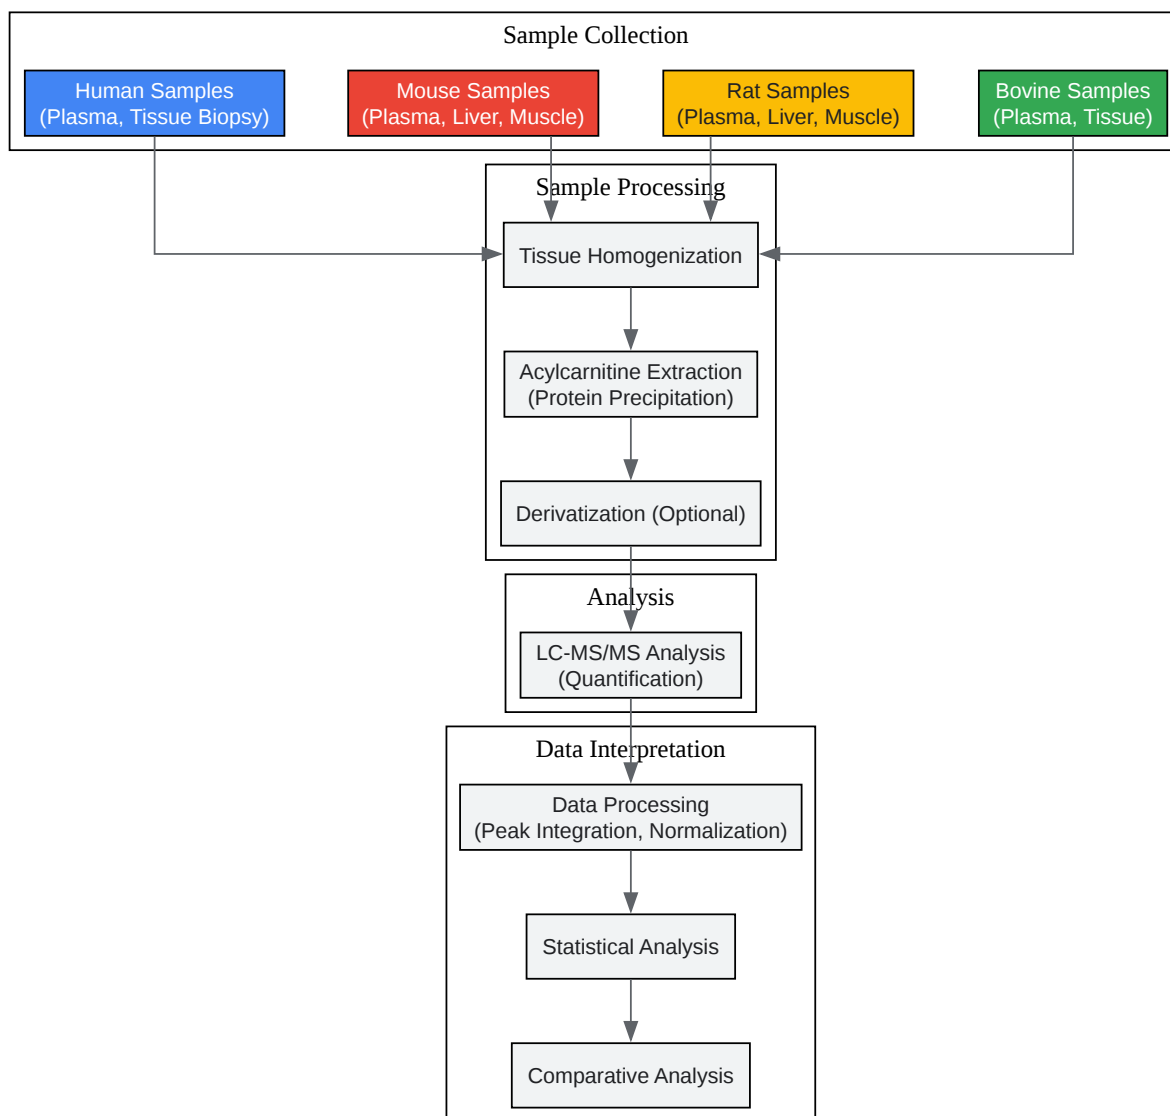 Sample Collection
Human Samples
(Plasma, Tissue Biopsy)
Mouse Samples
(Plasma, Liver, Muscle)
Rat Samples
(Plasma, Liver, Muscle)
Bovine Samples
(Plasma, Tissue)
Sample Processing
Tissue Homogenization
Acylcarnitine Extraction
(Protein Precipitation)
Derivatization (Optional)
Analysis
LC-MS/MS Analysis
(Quantification)
Data Interpretation
Data Processing
(Peak Integration, Normalization)
Statistical Analysis
Comparative Analysis